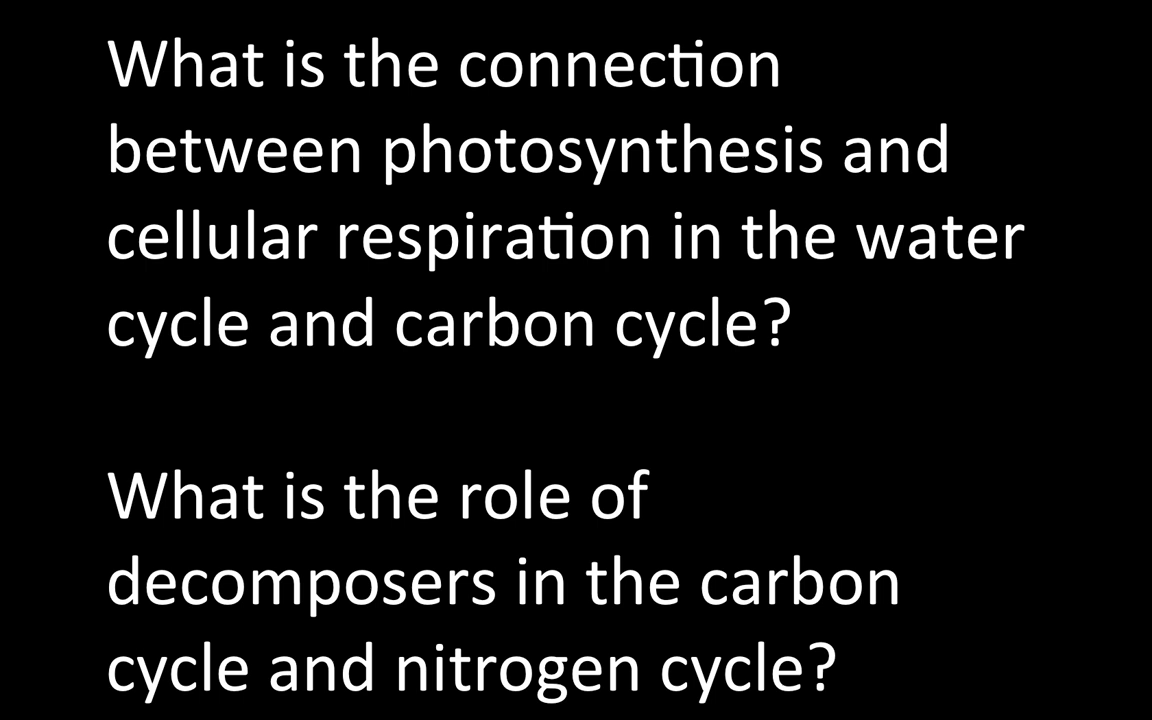 What is the connection
between photosynthesis and
cellular respiration in the water
cycle and carbon cycle?
What is the role of
decomposers in the carbon
cycle and nitrogen cycle?